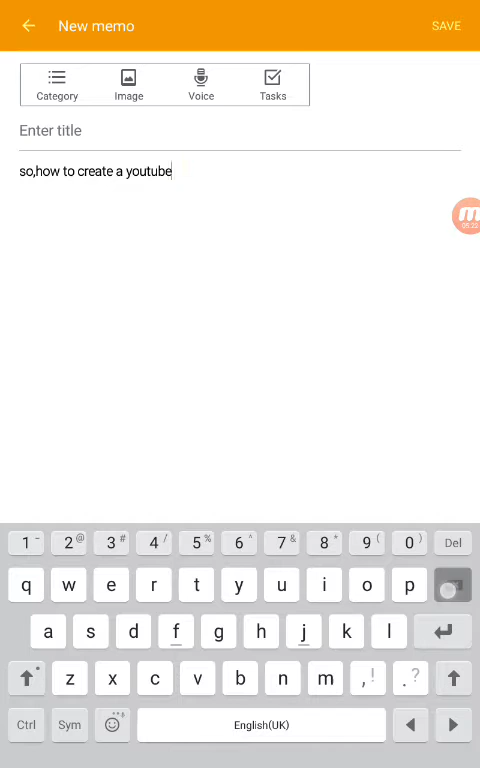 New memo
SAVE
Category Image Voice Tasks
Enter title
so,how to create a youtube
1 - 2 @ 3 # 4 / 5 % 6 ^ 7 & 8 * 9 ( 0 ) Del
q w e r t y u i o p
a s d f g h j k l
z x c v b n m , ! . ?
Ctrl Sym English(UK)